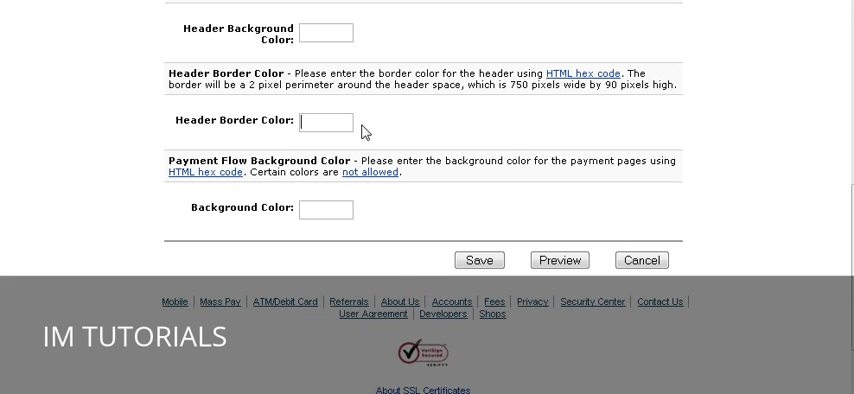 Header Background
Color:
Header Border Color - Please enter the border color for the header using HTML hex code. The
border will be a 2 pixel perimeter around the header space, which is 750 pixels wide by 90 pixels high.
Header Border Color:
Payment Flow Background Color - Please enter the background color for the payment pages using
HTML hex code. Certain colors are not allowed.
Background Color:
Save Preview Cancel
Mobile | Mass Pay | ATM/Debit Card | Referrals | About Us | Accounts | Fees | Privacy | Security Center | Contact Us |
User Agreement | Developers | Shops
IM TUTORIALS
VeriSign
Secured
VERIFY
About SSL Certificates